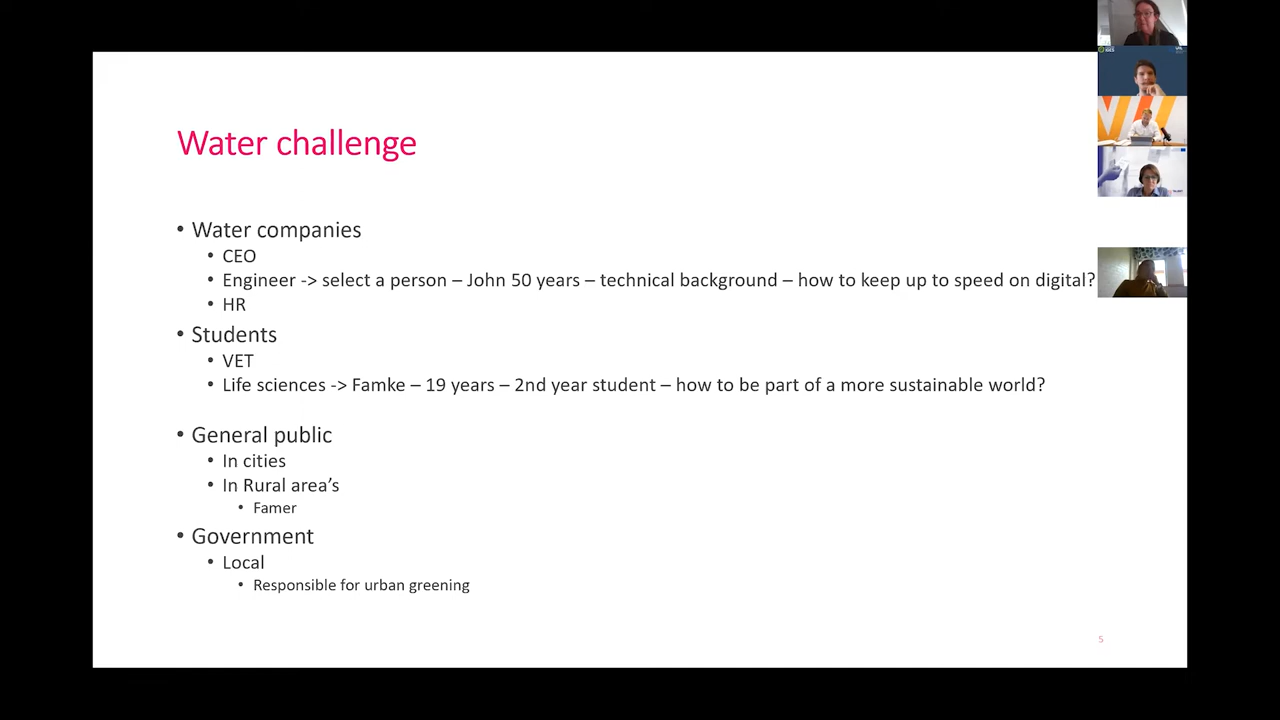 Water challenge
• Water companies
• CEO
• Engineer -> select a person – John 50 years – technical background – how to keep up to speed on digital?
• HR
• Students
• VET
• Life sciences -> Famke – 19 years – 2nd year student – how to be part of a more sustainable world?
• General public
• In cities
• In Rural area's
• Famer
• Government
• Local
• Responsible for urban greening
5